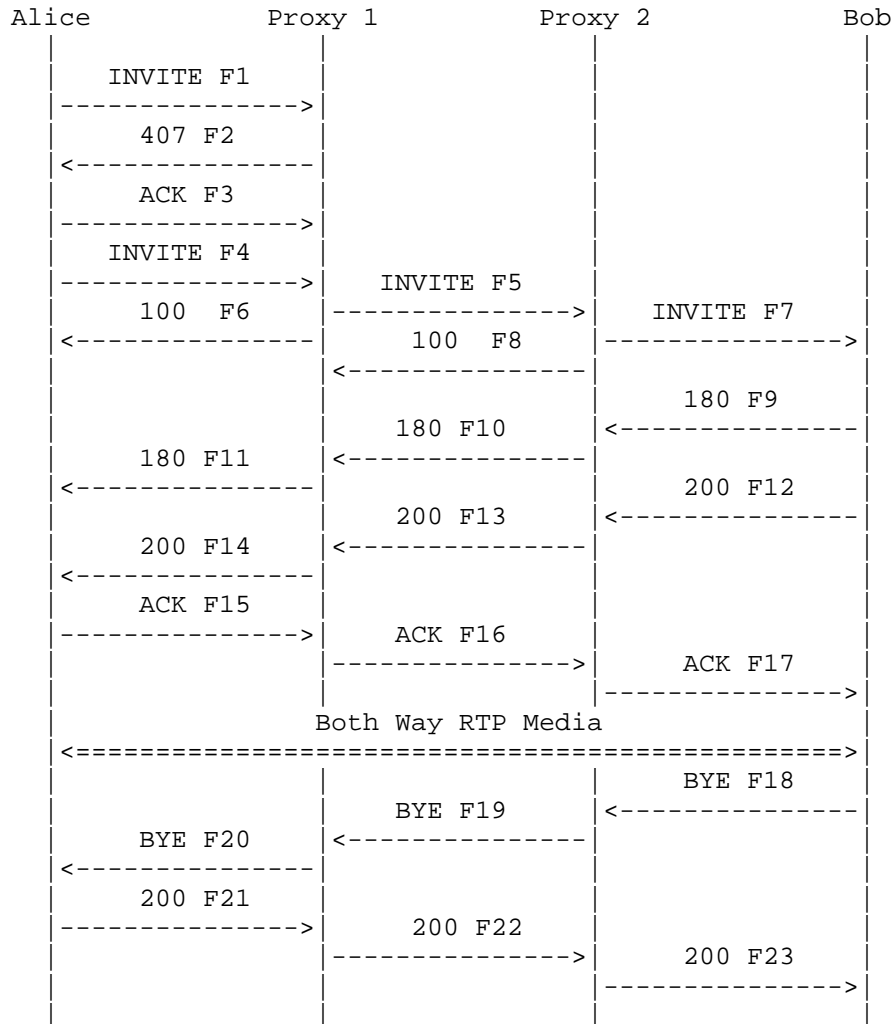 Alice Proxy 1 Proxy 2 Bob
INVITE F1
407 F2
ACK F3
INVITE F4
INVITE F5
100 F6
INVITE F7
100 F8
180 F9
180 F10
180 F11
200 F12
200 F13
200 F14
ACK F15
ACK F16
ACK F17
Both Way RTP Media
BYE F18
BYE F19
BYE F20
200 F21
200 F22
200 F23